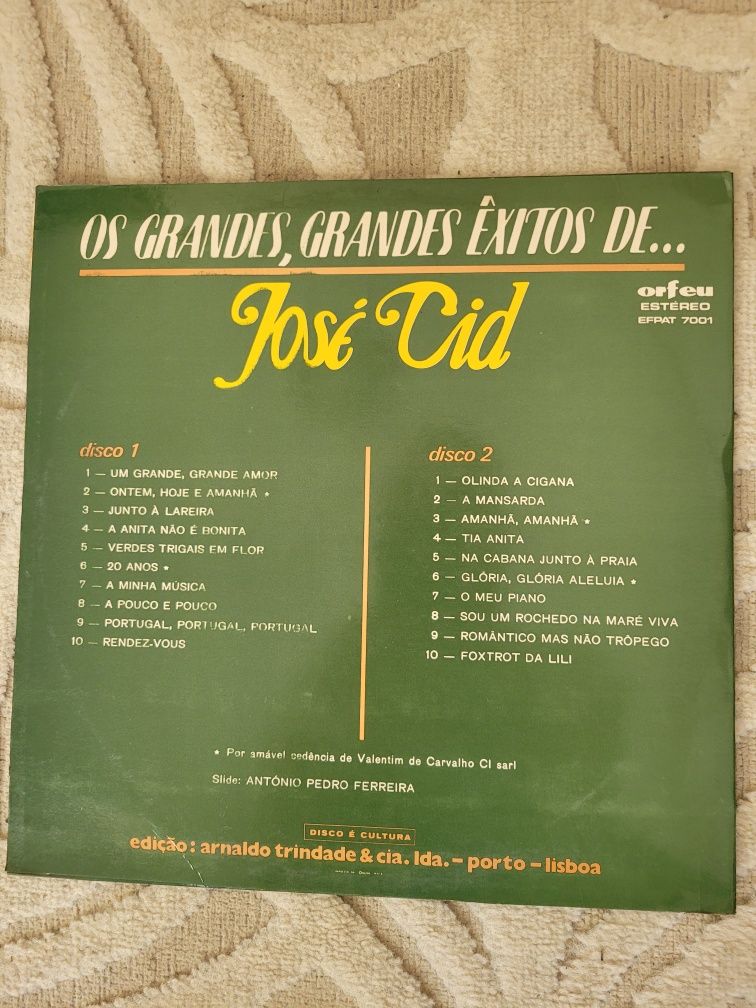 OS GRANDES, GRANDES ÊXITOS DE...
José Cid
orfeu
ESTÉREO
EFPAT 7001
disco 1
1 — UM GRANDE, GRANDE AMOR
2 — ONTEM, HOJE E AMANHÃ *
3 — JUNTO À LAREIRA
4 — A ANITA NÃO É BONITA
5 — VERDES TRIGAIS EM FLOR
6 — 20 ANOS *
7 — A MINHA MÚSICA
8 — A POUCO E POUCO
9 — PORTUGAL, PORTUGAL, PORTUGAL
10 — RENDEZ-VOUS
disco 2
1 — OLINDA A CIGANA
2 — A MANSARDA
3 — AMANHÃ, AMANHÃ *
4 — TIA ANITA
5 — NA CABANA JUNTO À PRAIA
6 — GLÓRIA, GLÓRIA ALELUIA *
7 — O MEU PIANO
8 — SOU UM ROCHEDO NA MARÉ VIVA
9 — ROMÂNTICO MAS NÃO TRÔPEGO
10 — FOXTROT DA LILI
* Por amável cedência de Valentim de Carvalho CI sarl
Slide: ANTÓNIO PEDRO FERREIRA
DISCO É CULTURA
edição: arnaldo trindade & cia. lda. – porto – lisboa